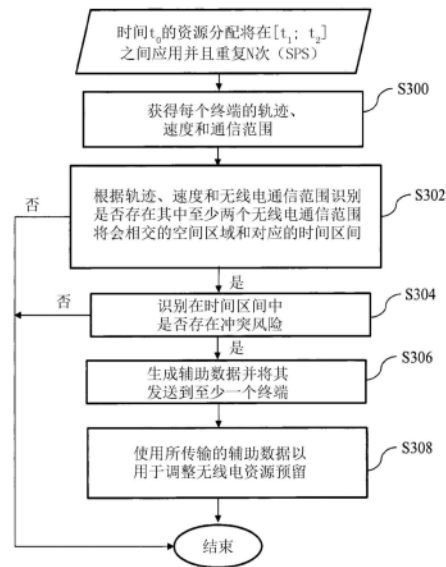 时间t₀的资源分配将在[t₁; t₂]
之间应用并且重复N次（SPS）
S300
获得每个终端的轨迹、
速度和通信范围
S302
否
根据轨迹、速度和无线电通信范围识别
是否存在其中至少两个无线电通信范围
将会相交的空间区域和对应的时间区间
是
S304
否
识别在时间区间中
是否存在冲突风险
是
S306
生成辅助数据并将其
发送到至少一个终端
S308
使用所传输的辅助数据以
用于调整无线电资源预留
结束